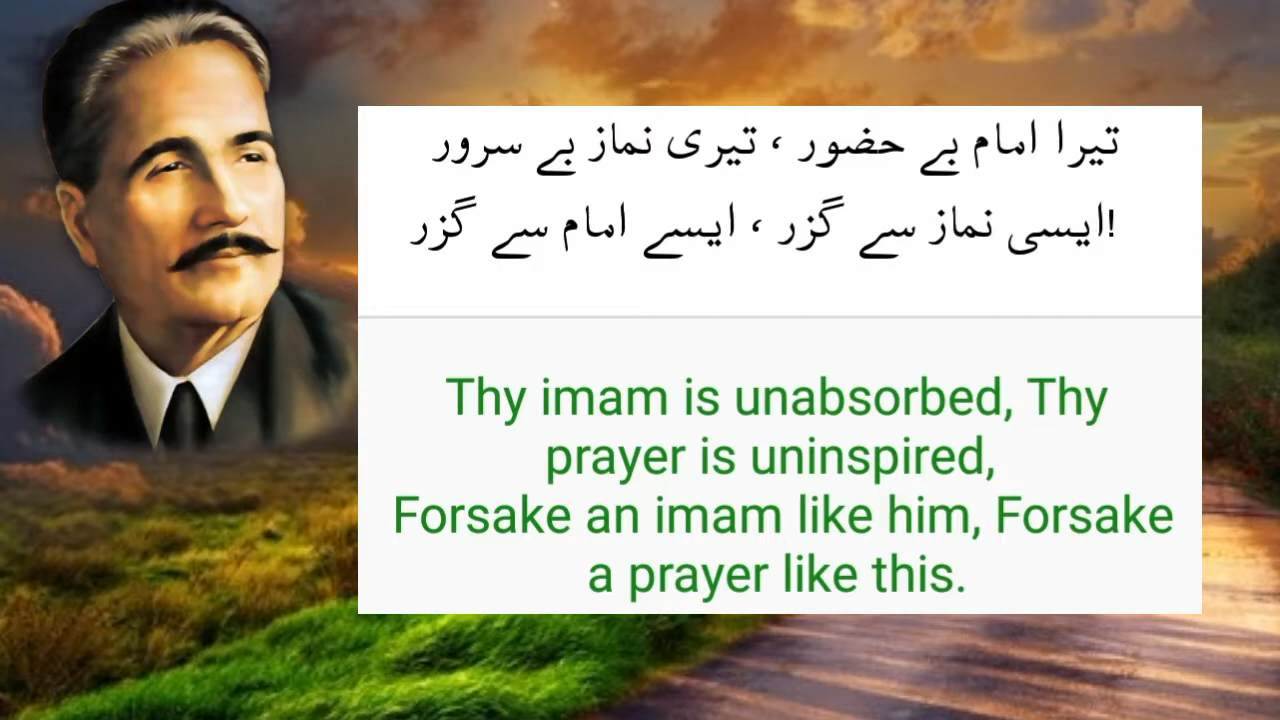 تیرا امام بے حضور ، تیری نماز بے سرور
ایسی نماز سے گزر ، ایسے امام سے گزر!
Thy imam is unabsorbed, Thy
prayer is uninspired,
Forsake an imam like him, Forsake
a prayer like this.